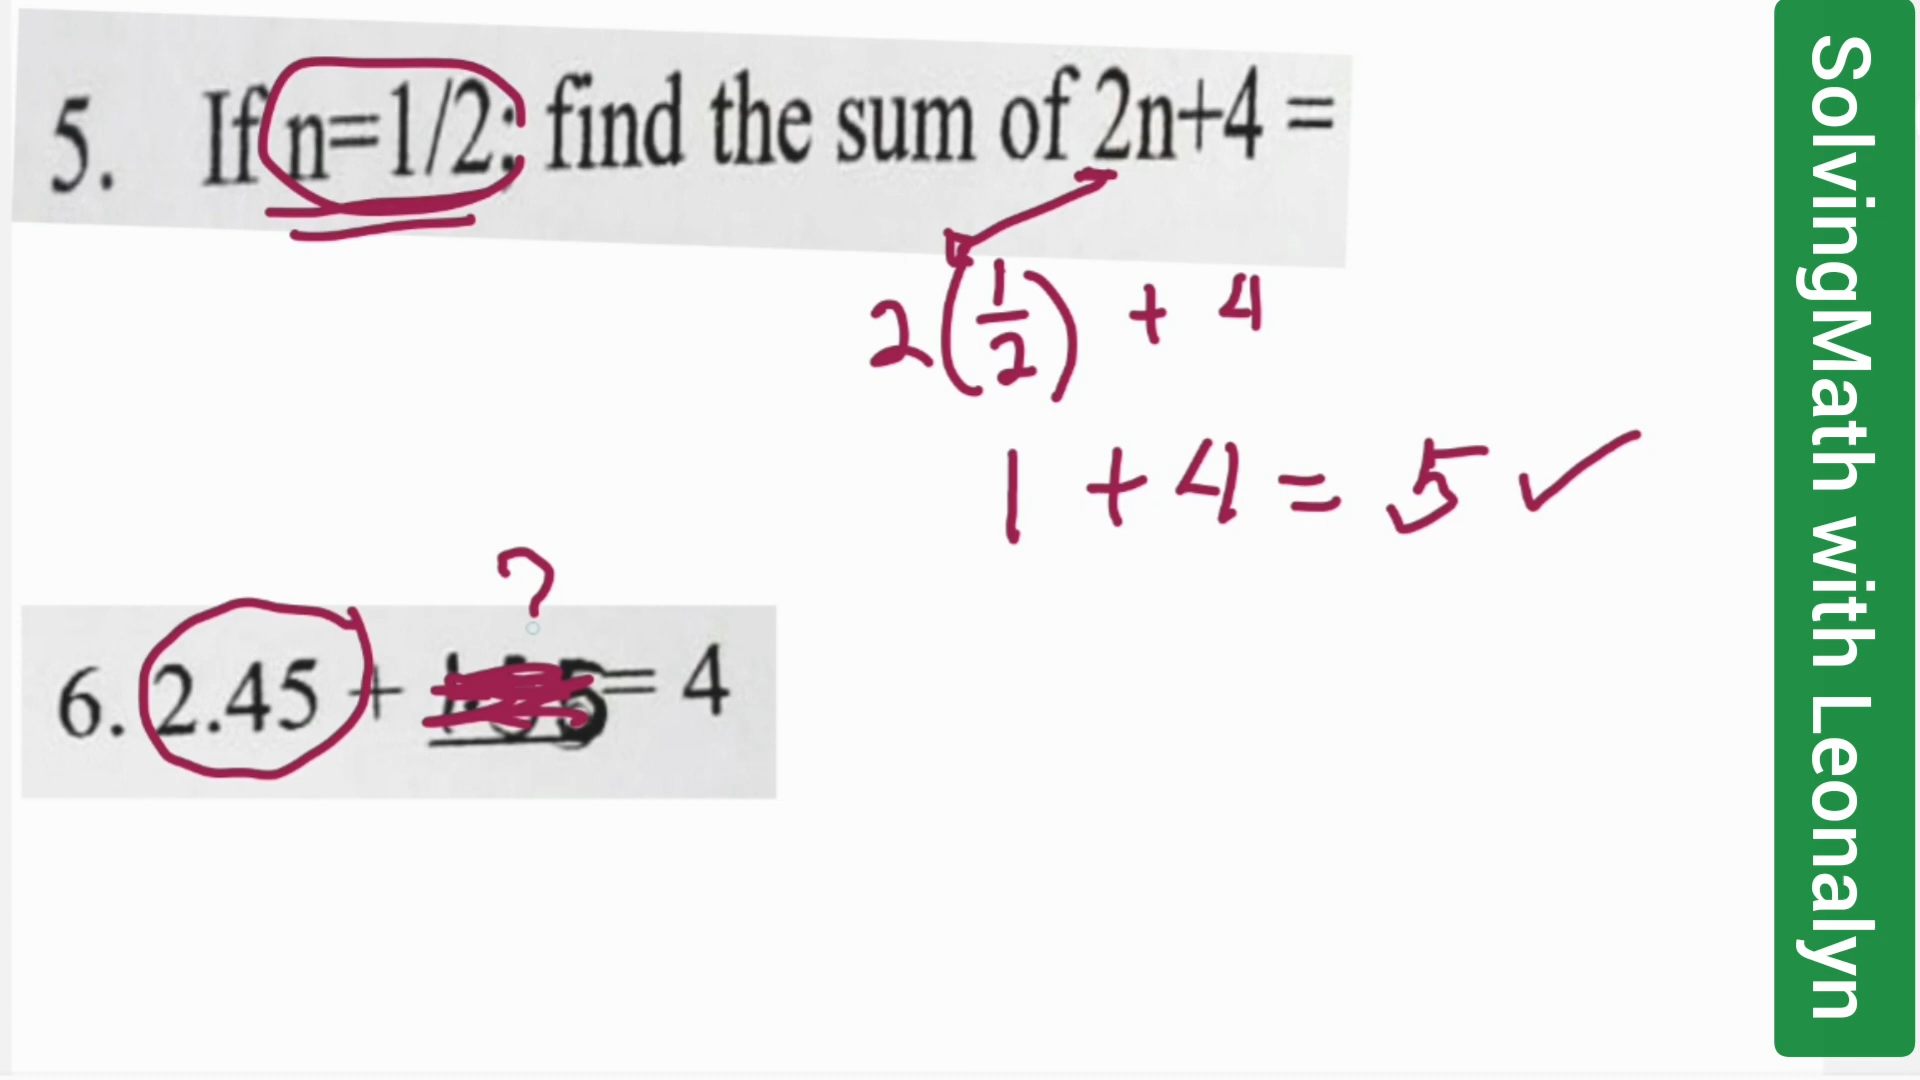 5. If n=1/2; find the sum of 2n+4 =
2(1/2) + 4
1 + 4 = 5 ✓
?
6. 2.45 + = 4
SolvingMath with Leonalyn